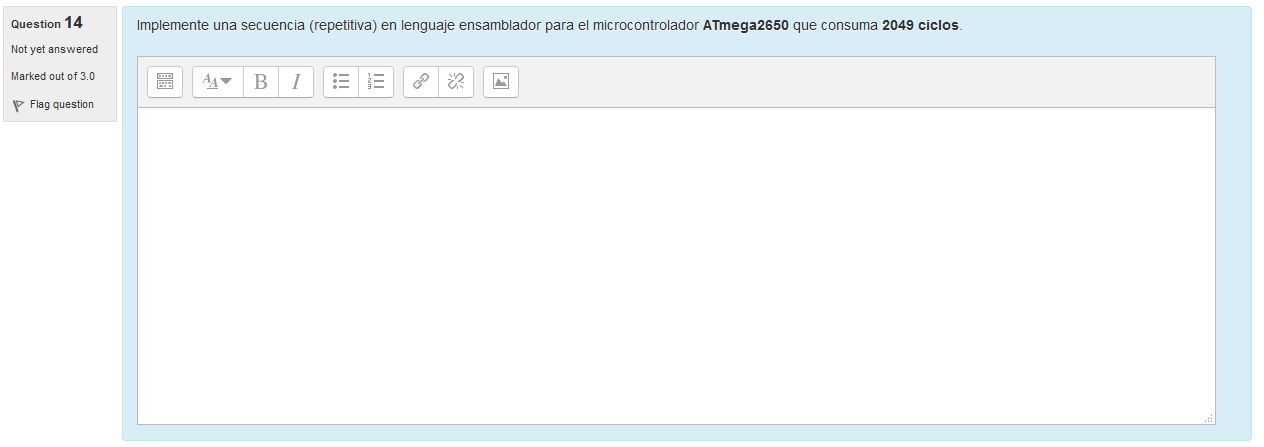 Question 14
Not yet answered
Marked out of 3.0
Flag question
Implemente una secuencia (repetitiva) en lenguaje ensamblador para el microcontrolador ATmega2650 que consuma 2049 ciclos.